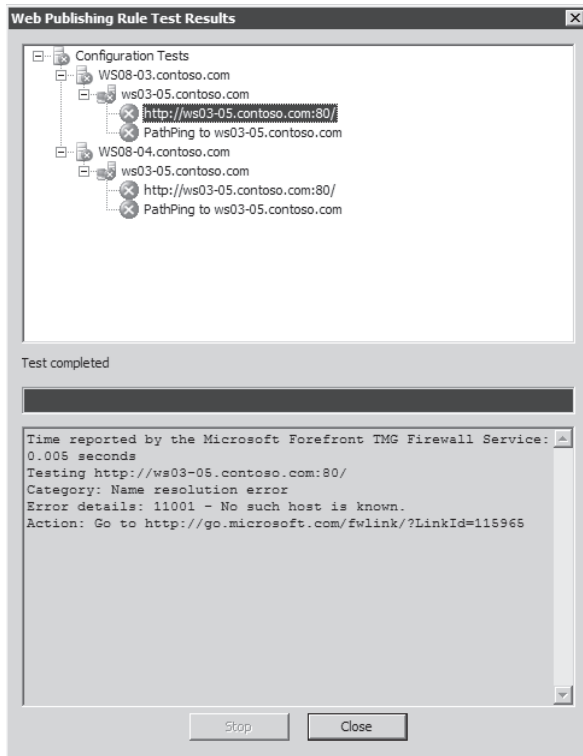 Web Publishing Rule Test Results
Configuration Tests
WS08-03.contoso.com
ws03-05.contoso.com
http://ws03-05.contoso.com:80/
PathPing to ws03-05.contoso.com
WS08-04.contoso.com
ws03-05.contoso.com
http://ws03-05.contoso.com:80/
PathPing to ws03-05.contoso.com
Test completed
Time reported by the Microsoft Forefront TMG Firewall Service:
0.005 seconds
Testing http://ws03-05.contoso.com:80/
Category: Name resolution error
Error details: 11001 - No such host is known.
Action: Go to http://go.microsoft.com/fwlink/?LinkId=115965
Stop
Close